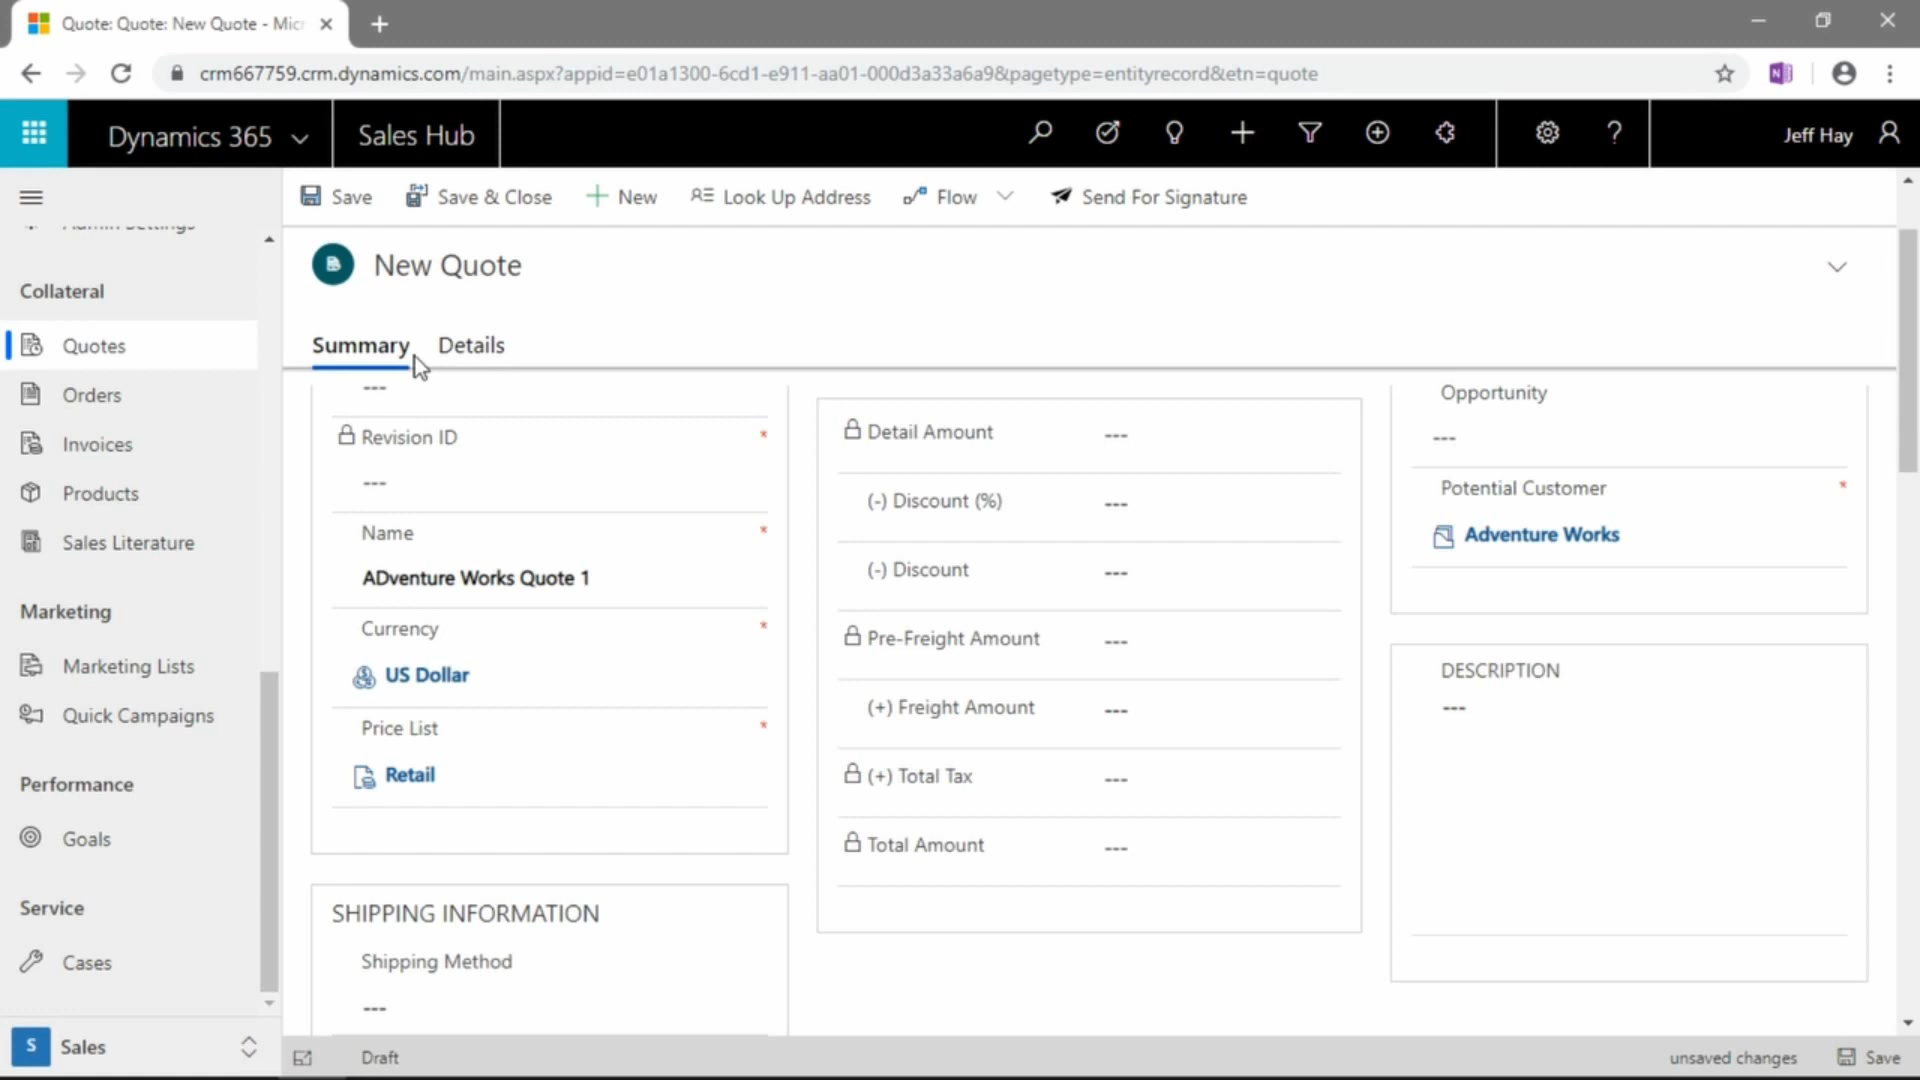 Quote: Quote: New Quote - Micr
crm667759.crm.dynamics.com/main.aspx?appid=e01a1300-6cd1-e911-aa01-000d3a33a6a9&pagetype=entityrecord&etn=quote
Dynamics 365
Sales Hub
Jeff Hay
Save
Save & Close
New
Look Up Address
Flow
Send For Signature
Admin Settings
Collateral
Quotes
Orders
Invoices
Products
Sales Literature
Marketing
Marketing Lists
Quick Campaigns
Performance
Goals
Service
Cases
S Sales
New Quote
Summary
Details
---
Revision ID *
---
Name *
ADventure Works Quote 1
Currency *
US Dollar
Price List *
Retail
SHIPPING INFORMATION
Shipping Method
---
Detail Amount ---
(-) Discount (%) ---
(-) Discount ---
Pre-Freight Amount ---
(+) Freight Amount ---
(+) Total Tax ---
Total Amount ---
Opportunity
---
Potential Customer *
Adventure Works
DESCRIPTION
---
Draft
unsaved changes
Save